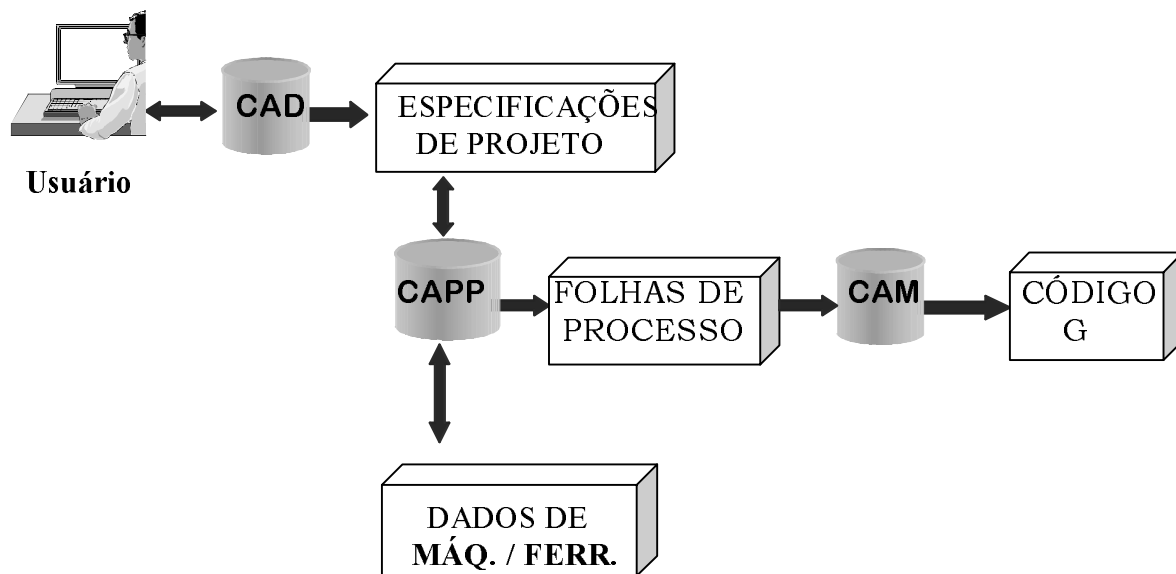 CAD
ESPECIFICAÇÕES
DE PROJETO
Usuário
CAPP
FOLHAS DE
PROCESSO
CAM
CÓDIGO
G
DADOS DE
MÁQ. / FERR.